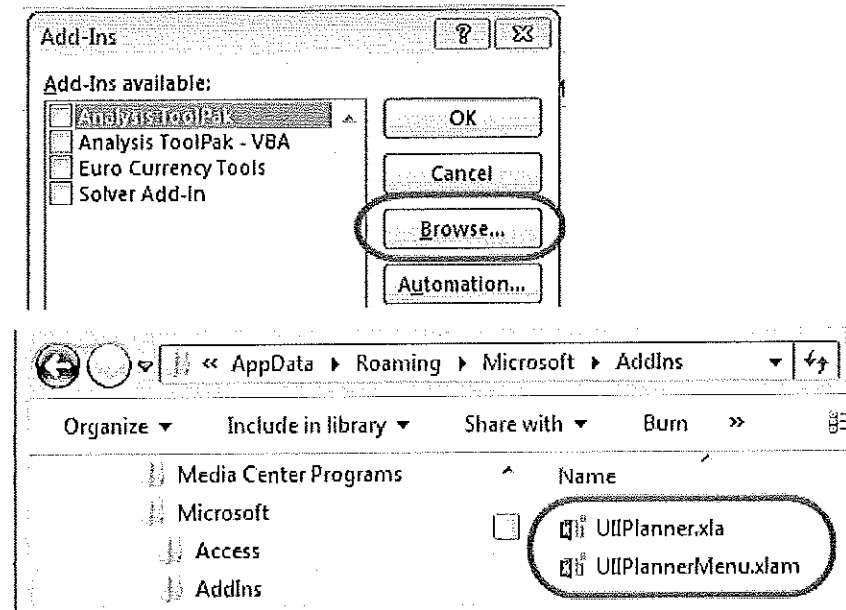 Add-Ins
Add-Ins available:
Analysis ToolPak
Analysis ToolPak - VBA
Euro Currency Tools
Solver Add-in
OK
Cancel
Browse...
Automation...
« AppData ▸ Roaming ▸ Microsoft ▸ AddIns
Organize ▾ Include in library ▾ Share with ▾ Burn »
Media Center Programs
Microsoft
Access
AddIns
Name
UIIPlanner.xla
UIIPlannerMenu.xlam